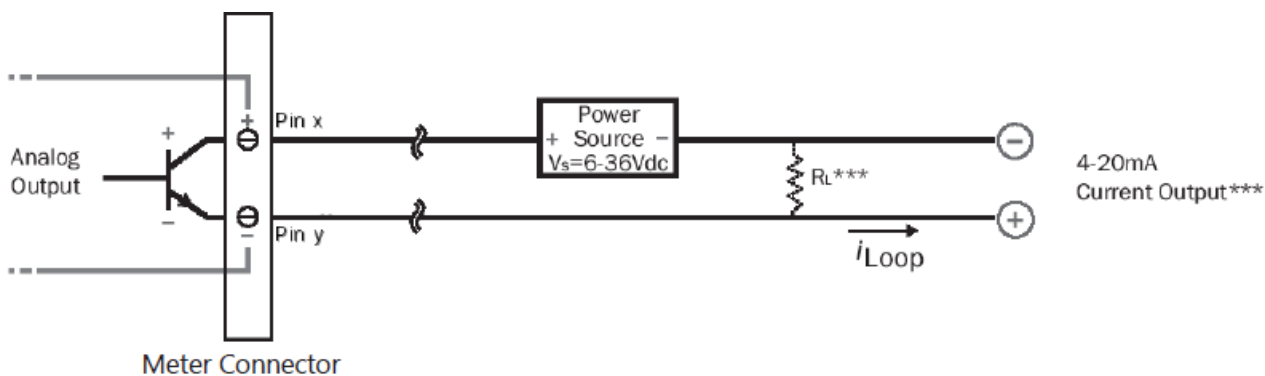 Analog
Output
+
−
+
Pin x
−
Pin y
Power
+ Source −
Vs=6-36Vdc
RL***
−
+
iLoop
4-20mA
Current Output***
Meter Connector